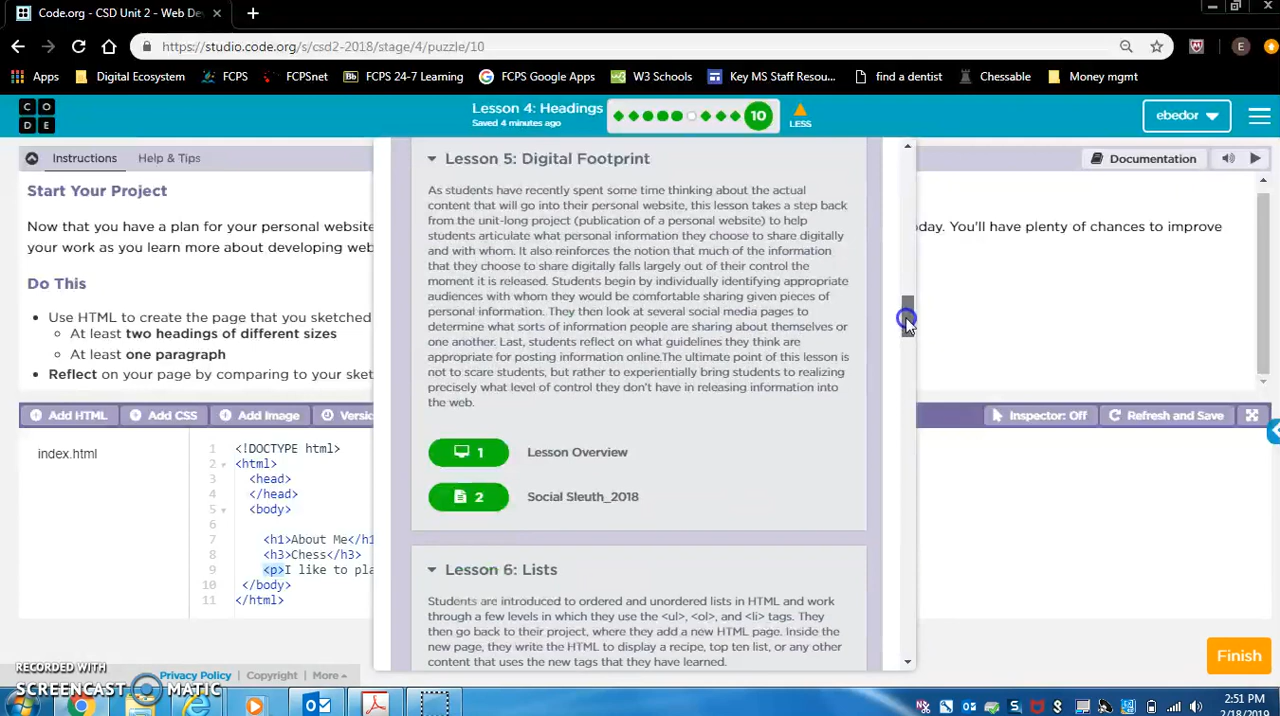 Code.org - CSD Unit 2 - Web De
https://studio.code.org/s/csd2-2018/stage/4/puzzle/10
Apps Digital Ecosystem FCPS FCPSnet Bb FCPS 24-7 Learning FCPS Google Apps W3 Schools Key MS Staff Resou... find a dentist Chessable Money mgmt
C O
D E
Lesson 4: Headings
Saved 4 minutes ago
10
LESS
ebedor
Instructions Help & Tips Documentation
Start Your Project
Now that you have a plan for your personal website
day. You'll have plenty of chances to improve
your work as you learn more about developing web
Do This
Use HTML to create the page that you sketched
At least two headings of different sizes
At least one paragraph
Reflect on your page by comparing to your sket
Lesson 5: Digital Footprint
As students have recently spent some time thinking about the actual
content that will go into their personal website, this lesson takes a step back
from the unit-long project (publication of a personal website) to help
students articulate what personal information they choose to share digitally
and with whom. It also reinforces the notion that much of the information
that they choose to share digitally falls largely out of their control the
moment it is released. Students begin by individually identifying appropriate
audiences with whom they would be comfortable sharing given pieces of
personal information. They then look at several social media pages to
determine what sorts of information people are sharing about themselves or
one another. Last, students reflect on what guidelines they think are
appropriate for posting information online.The ultimate point of this lesson is
not to scare students, but rather to experientially bring students to realizing
precisely what level of control they don't have in releasing information into
the web.
1 Lesson Overview
2 Social Sleuth_2018
Lesson 6: Lists
Students are introduced to ordered and unordered lists in HTML and work
through a few levels in which they use the <ul>, <ol>, and <li> tags. They
then go back to their project, where they add a new HTML page. Inside the
new page, they write the HTML to display a recipe, top ten list, or any other
content that uses the new tags that they have learned.
Add HTML Add CSS Add Image Versi
Inspector: Off Refresh and Save
index.html
1 <!DOCTYPE html>
2 <html>
3 <head>
4 </head>
5 <body>
6
7 <h1>About Me</h1
8 <h3>Chess</h3>
9 <p>I like to pla
10 </body>
11 </html>
Finish
Privacy Policy | Copyright | More
RECORDED WITH
SCREENCAST MATIC
2:51 PM
2/18/2019